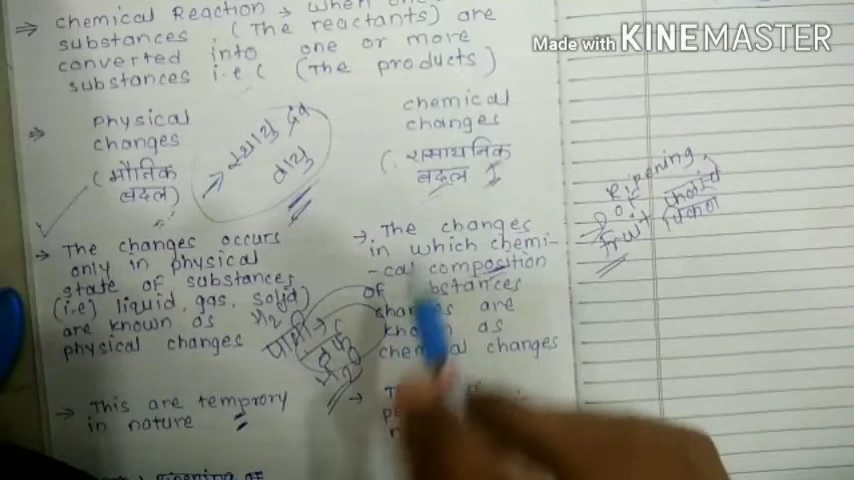 Made with KINEMASTER
⇒ chemical Reaction → When one
substances. (The reactants) are
converted into one or more
substances i.e ( (The products)
⇒ physical
changes
(भौतिक
बदल)
→ स्थायु द्रव
वायु
chemical
changes
(रासायनिक
बदल)
→ The changes occurs
only in physical
state of substances
(i.e) liquid, gas, solid)
are known as
physical changes
पाणी →
बर्फ
→ This are temprory
in nature
→ The changes
in which chemi-
-cal composition
of substances
changes are
known as
chemical changes
→
Ripening
of
fruit